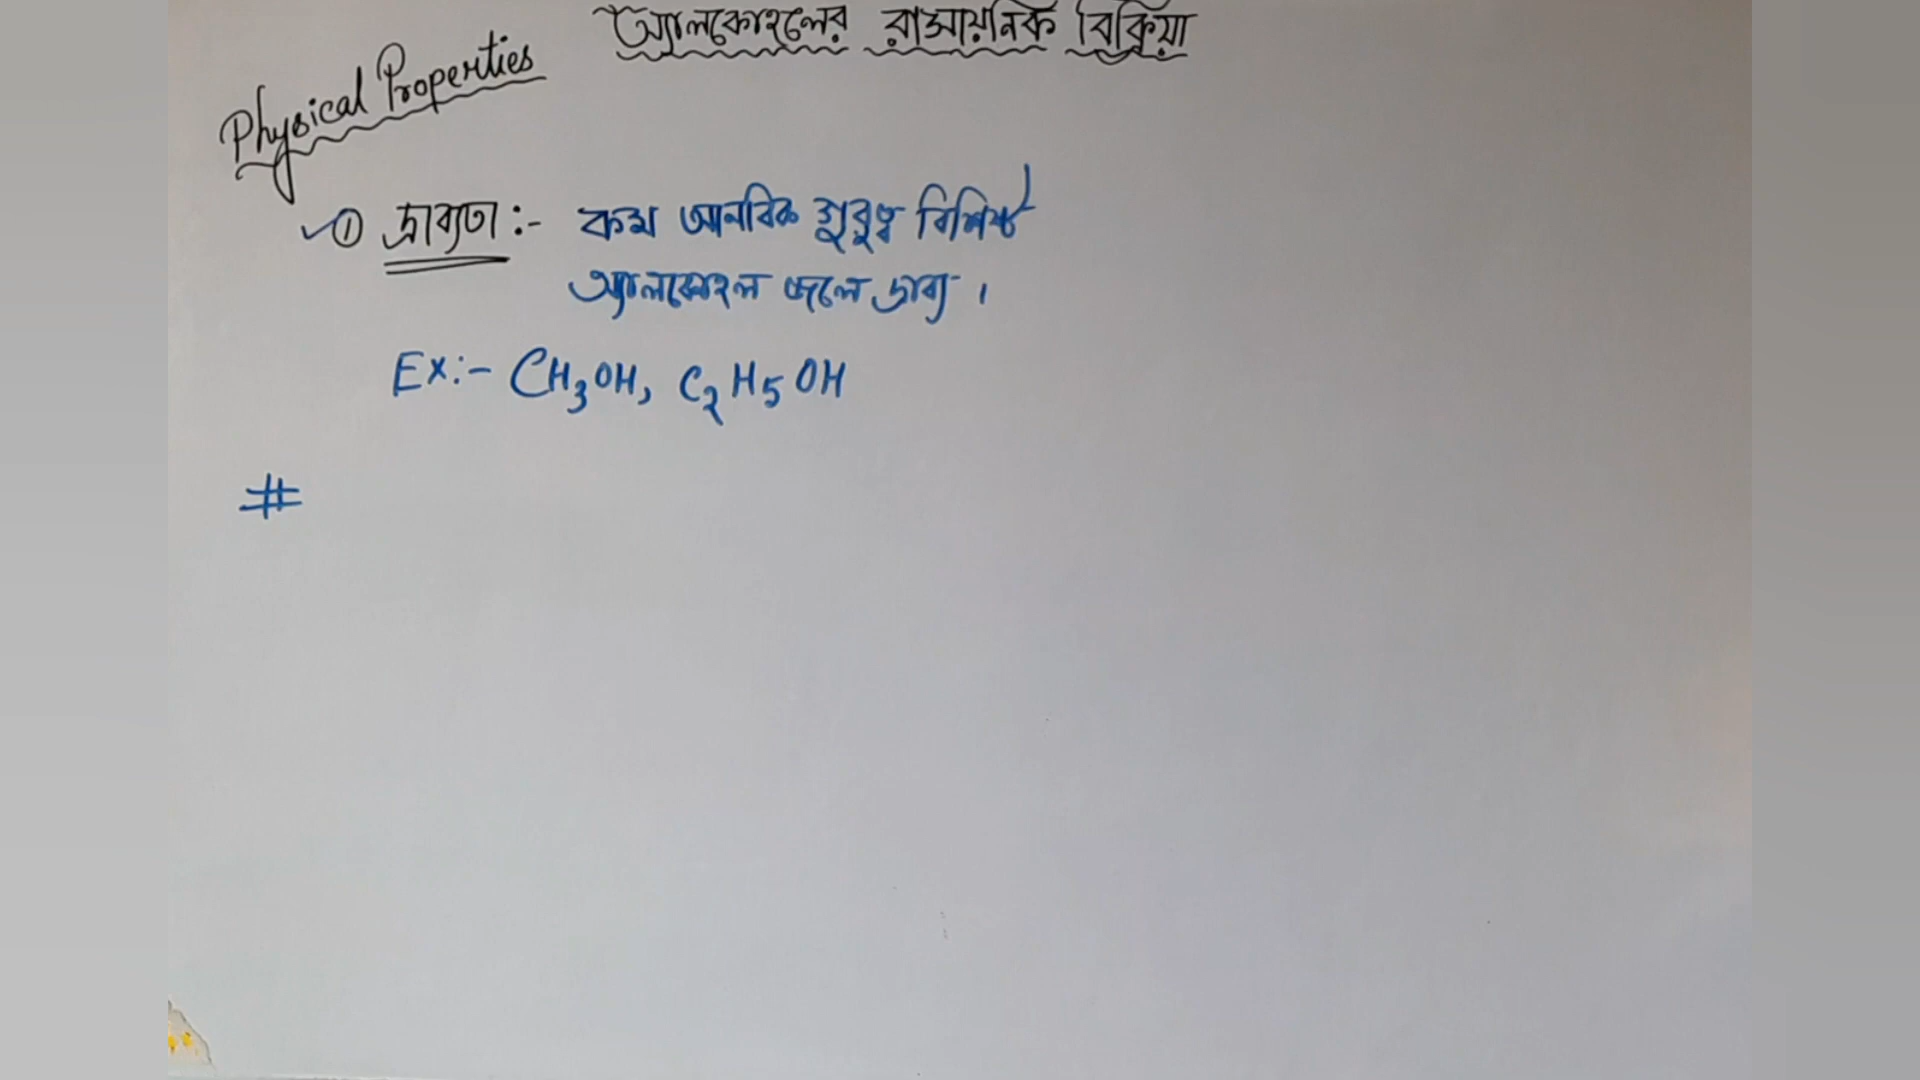 অ্যালকোহলের রাসায়নিক বিক্রিয়া
Physical Properties
① দ্রাব্যতা :- কম আনবিক গুরুত্ব বিশিষ্ট
অ্যালকোহল জলে দ্রাব্য ।
Ex:- CH₃OH, C₂H₅OH
#